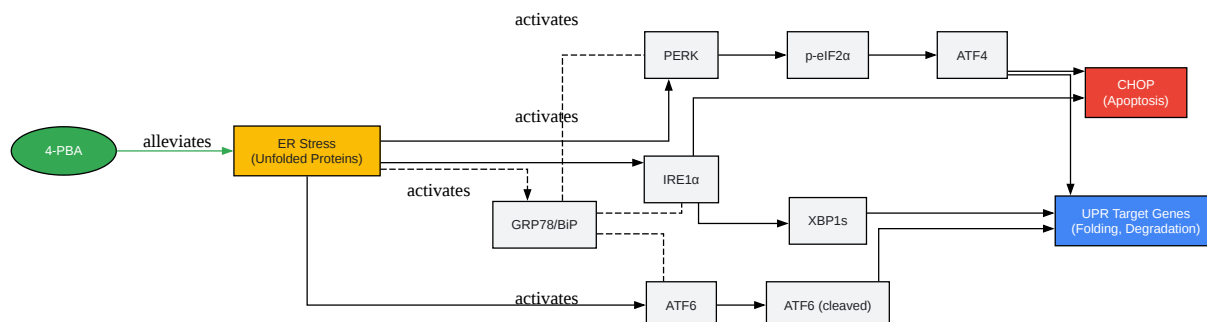 activates
PERK
p-eIF2α
ATF4
CHOP
(Apoptosis)
activates
4-PBA
alleviates
ER Stress
(Unfolded Proteins)
IRE1α
activates
GRP78/BiP
XBP1s
UPR Target Genes
(Folding, Degradation)
activates
ATF6
ATF6 (cleaved)